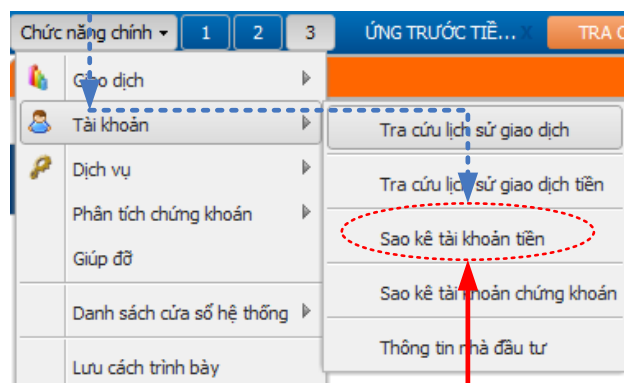 Chức năng chính 1 2 3 ỨNG TRƯỚC TIỀ... X TRA C
Giao dịch
Tài khoản
Tra cứu lịch sử giao dịch
Dịch vụ
Tra cứu lịch sử giao dịch tiền
Phân tích chứng khoán
Sao kê tài khoản tiền
Giúp đỡ
Sao kê tài khoản chứng khoán
Danh sách cửa sổ hệ thống
Thông tin nhà đầu tư
Lưu cách trình bày